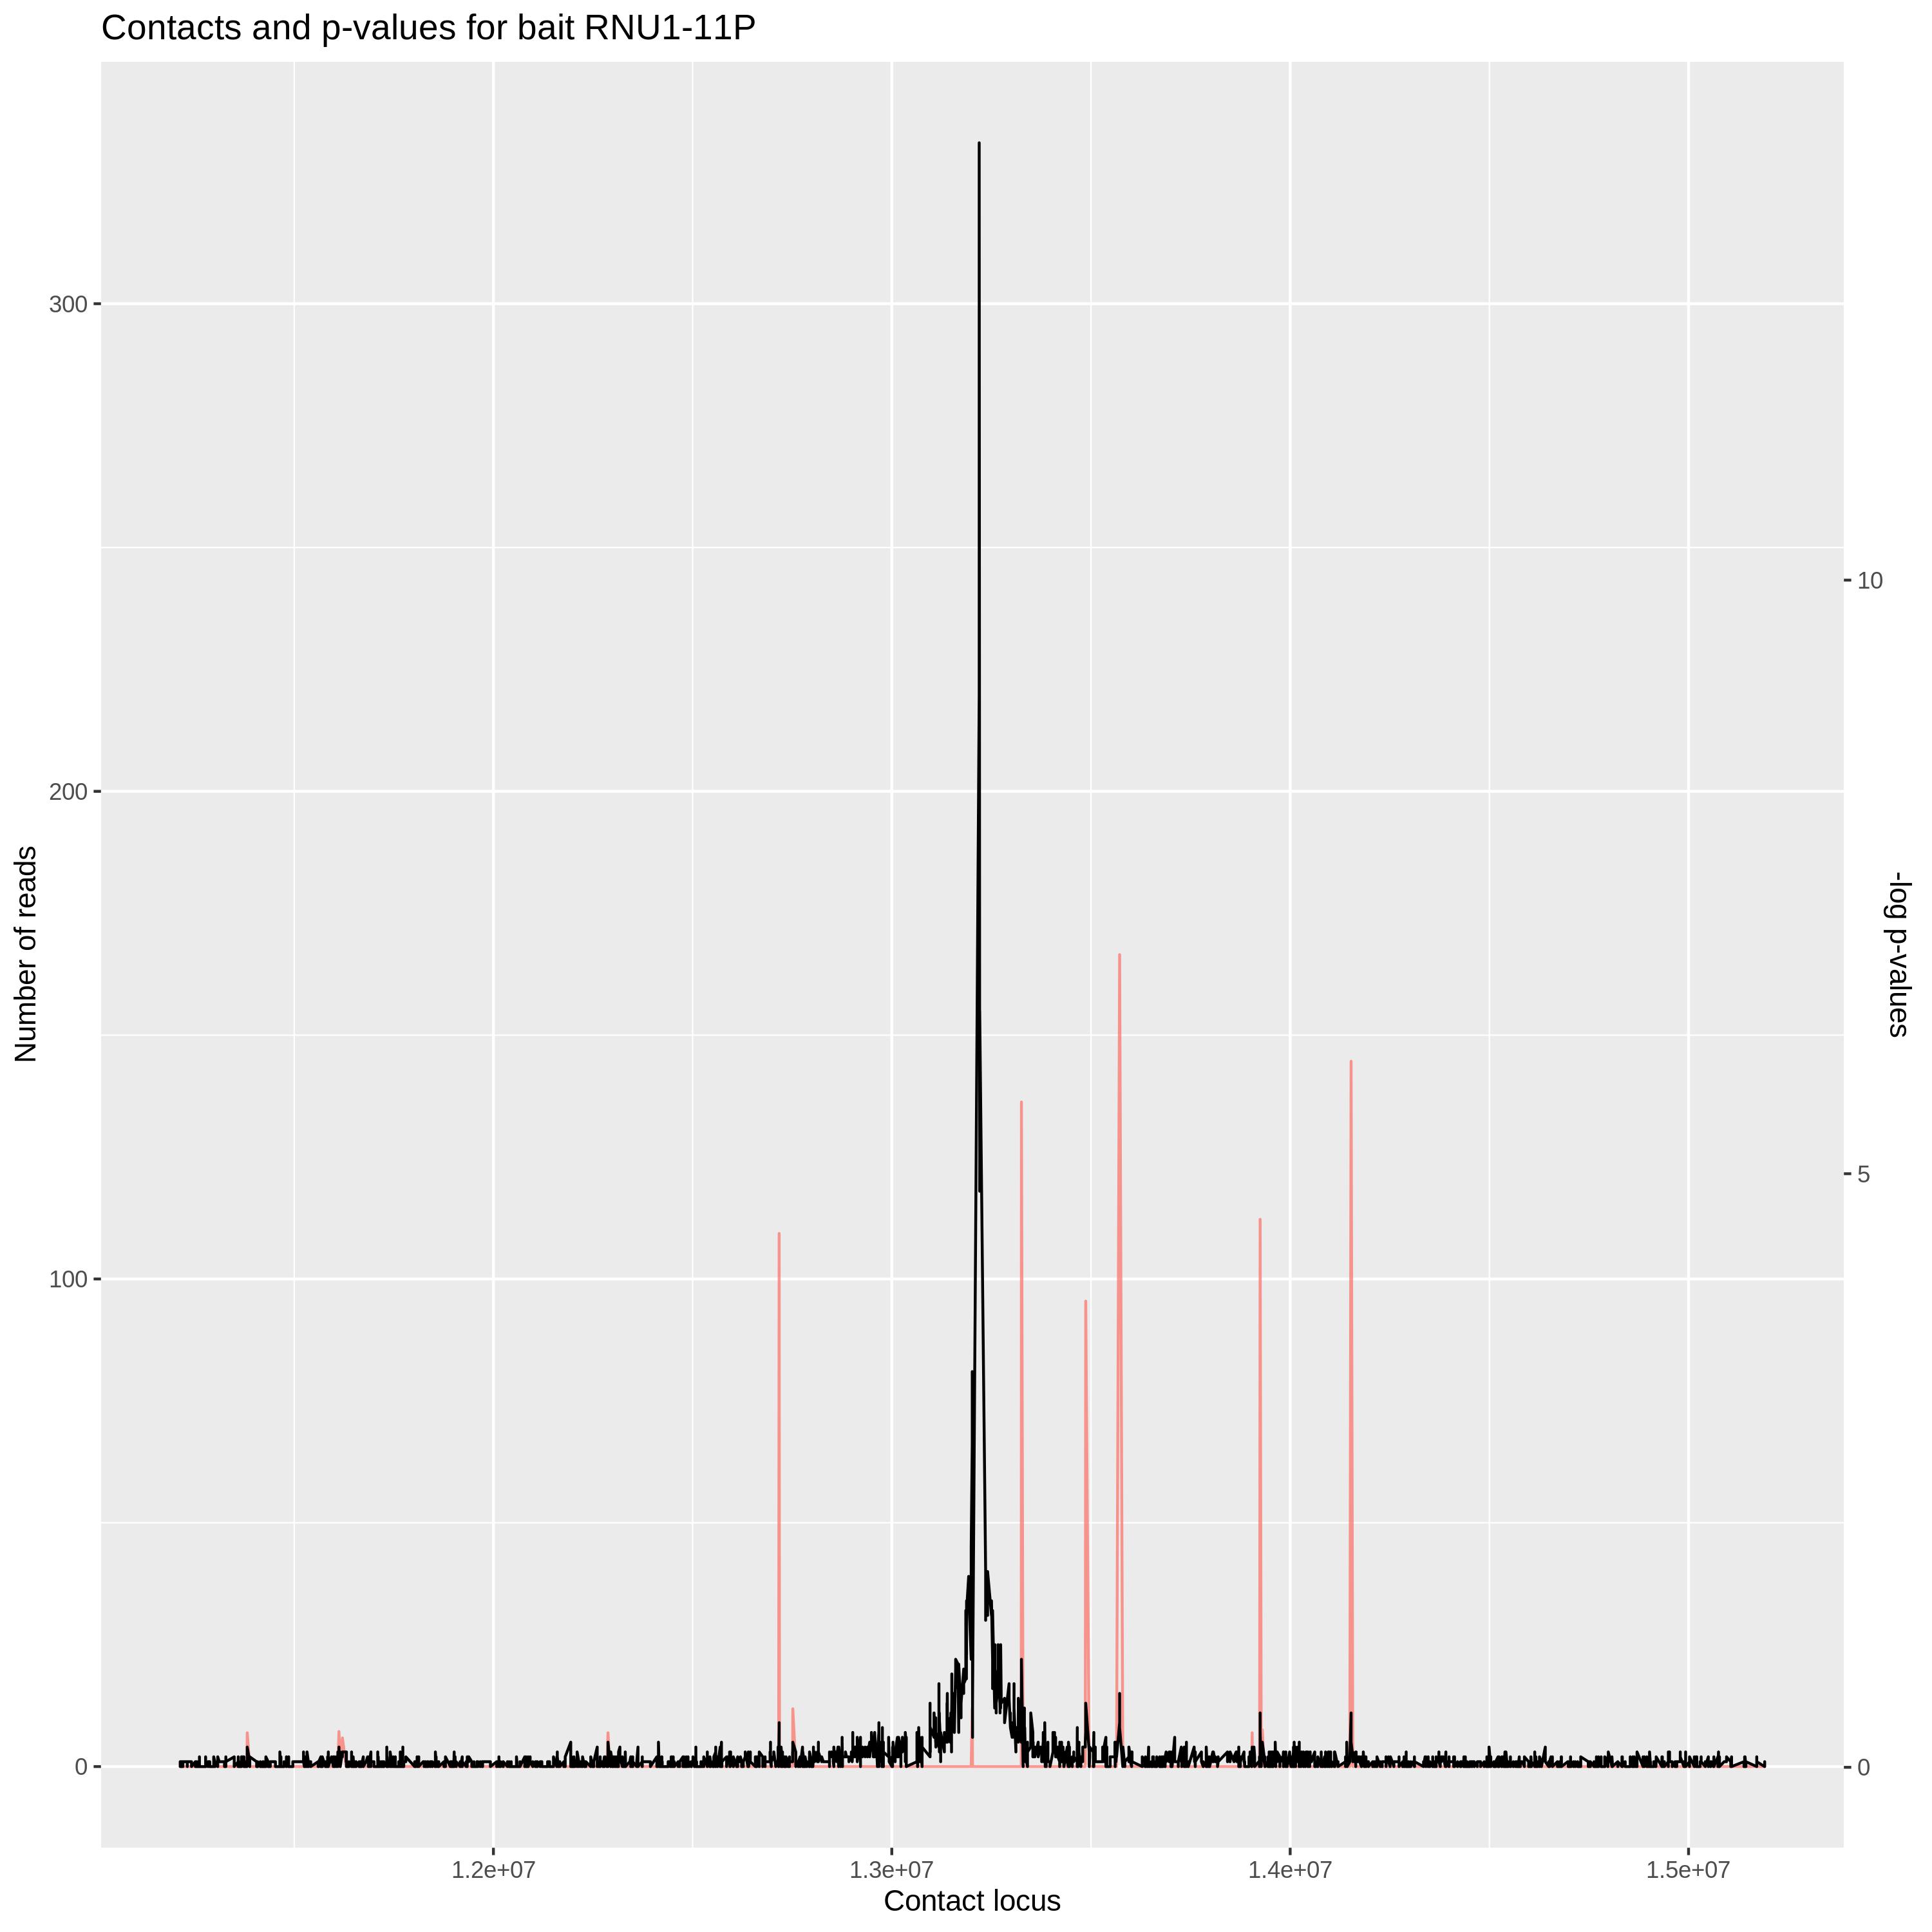 Contacts and p-values for bait RNU1-11P
300
200
100
0
Number of reads
10
5
0
-log p-values
1.2e+07
1.3e+07
1.4e+07
1.5e+07
Contact locus